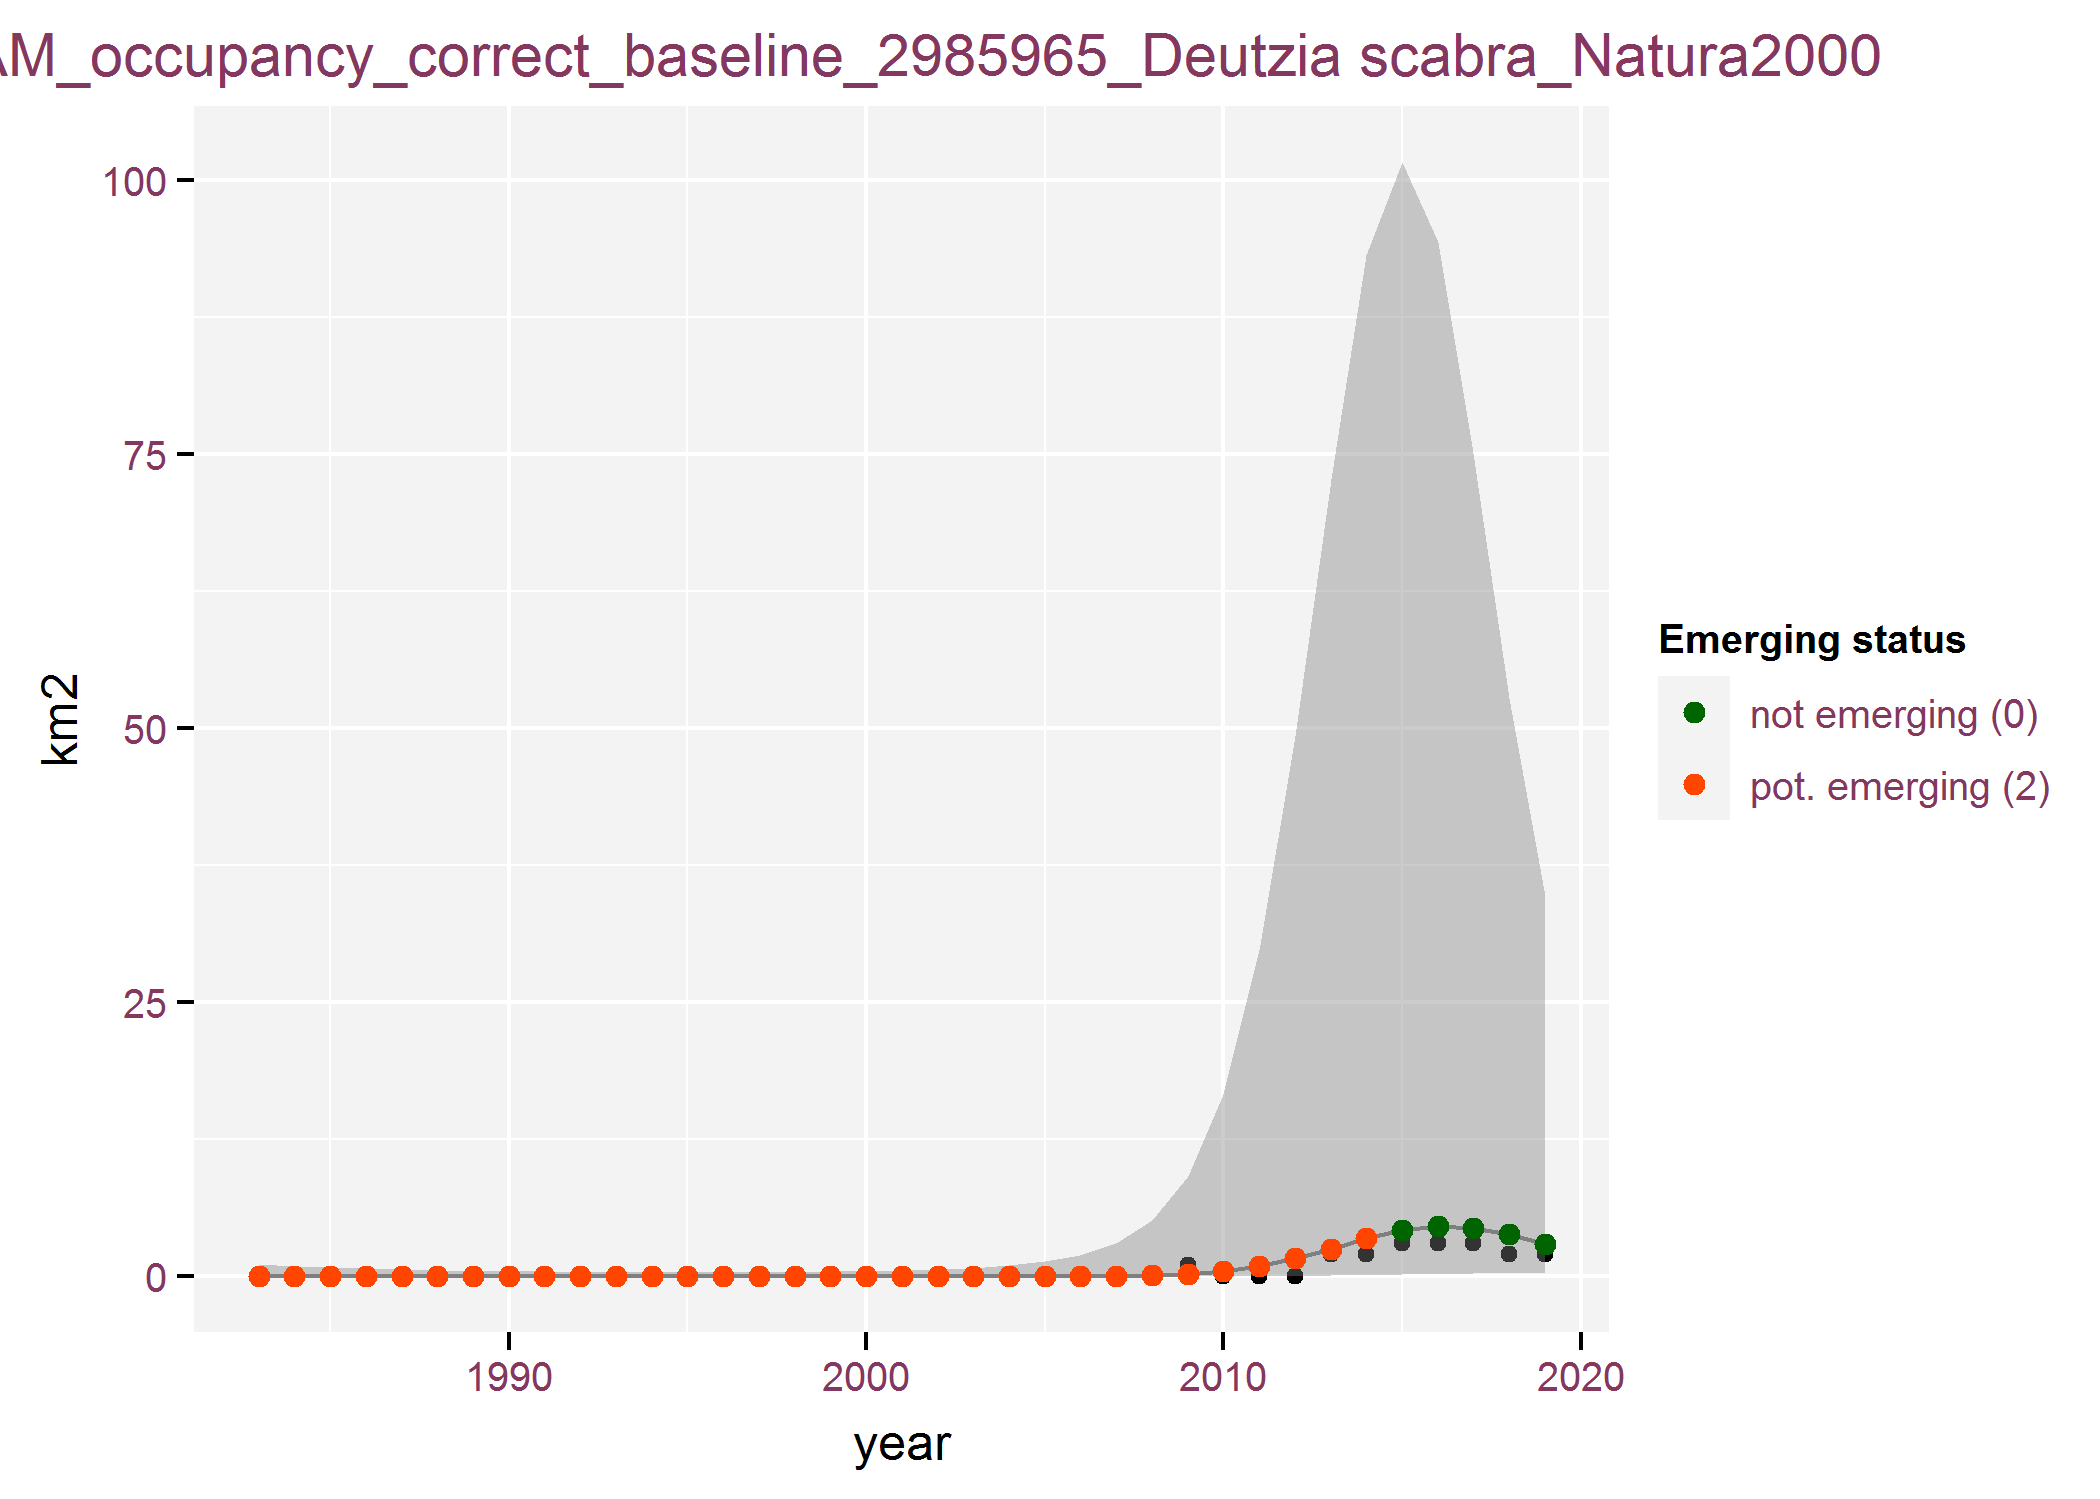 AM_occupancy_correct_baseline_2985965_Deutzia scabra_Natura2000
100
75
50
25
0
km2
1990 2000 2010 2020
year
Emerging status
not emerging (0)
pot. emerging (2)